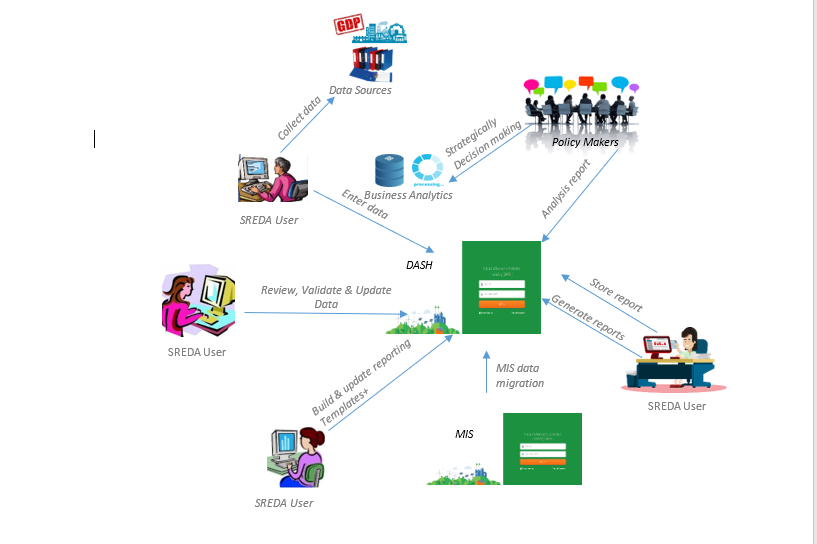 GDP
Data Sources
Collect data
Strategically
Decision making
Policy Makers
processing...
Business Analytics
Enter data
SREDA User
Analysis report
DASH
Review, Validate & Update
Data
SREDA User
Store report
Generate reports
SREDA User
Build & update reporting
Templates+
MIS data
migration
MIS
SREDA User